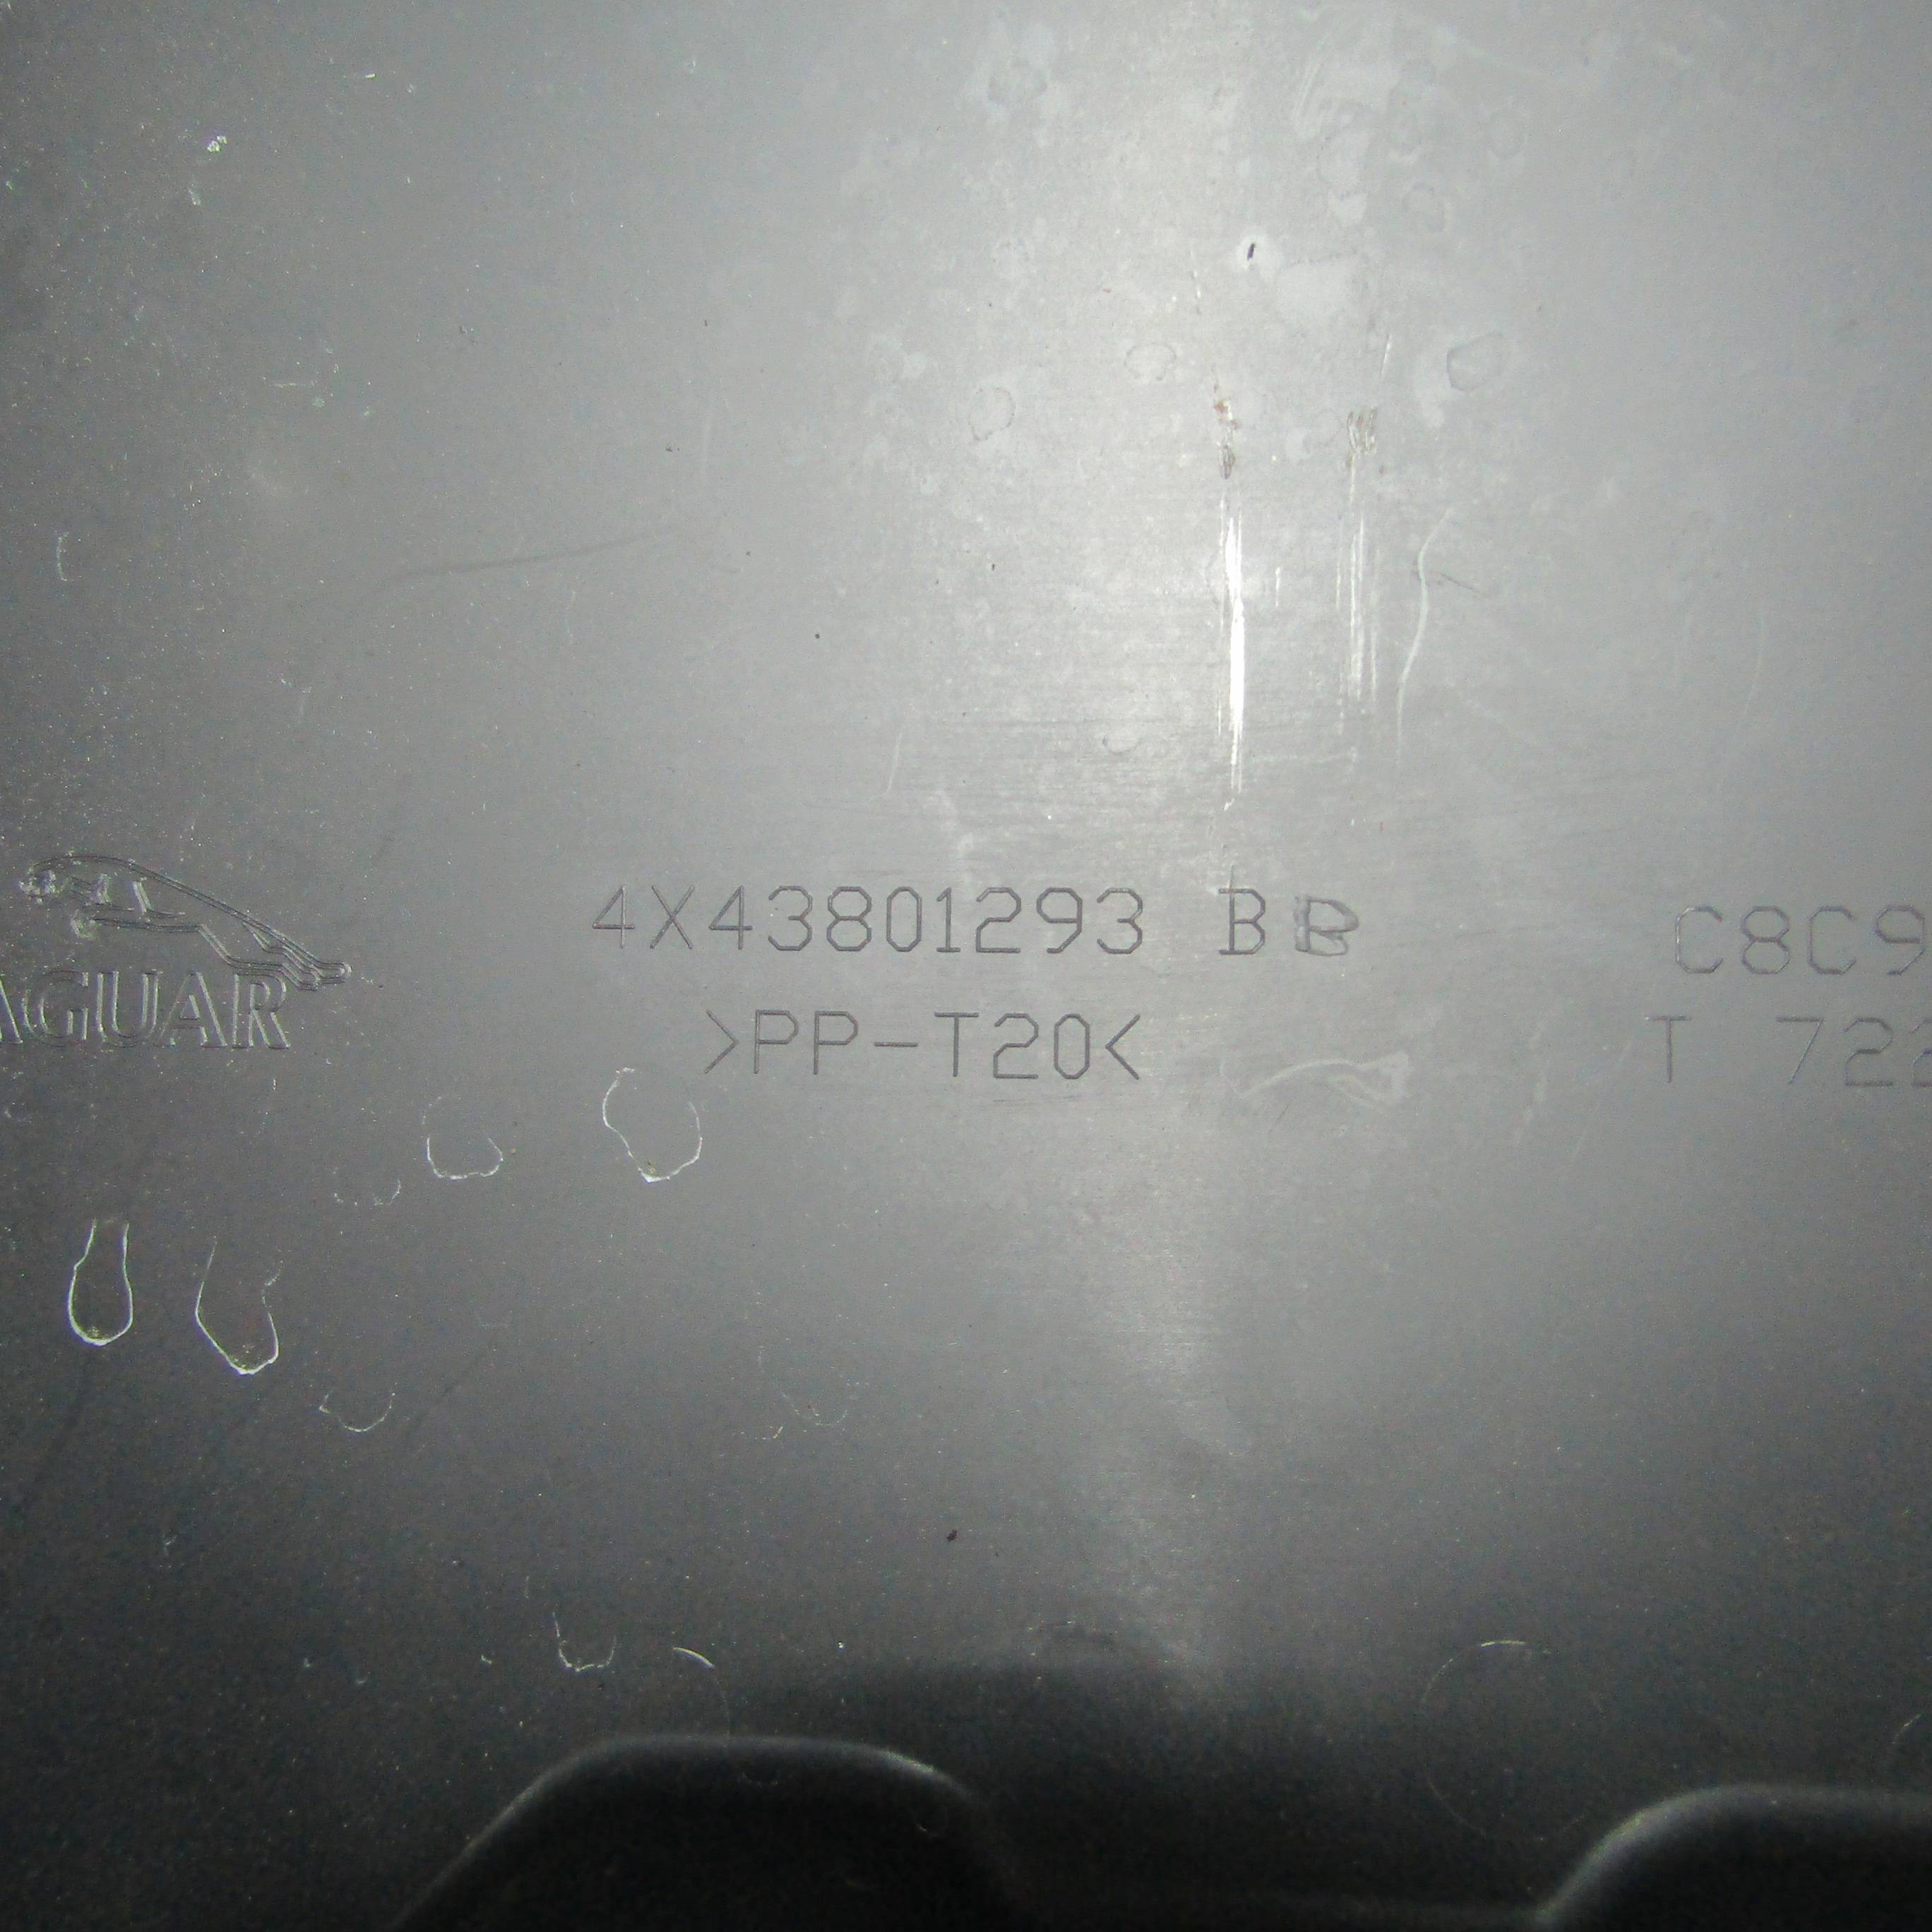 AGUAR
4X43801293 BB
>PP-T20<
C8C9
T 722